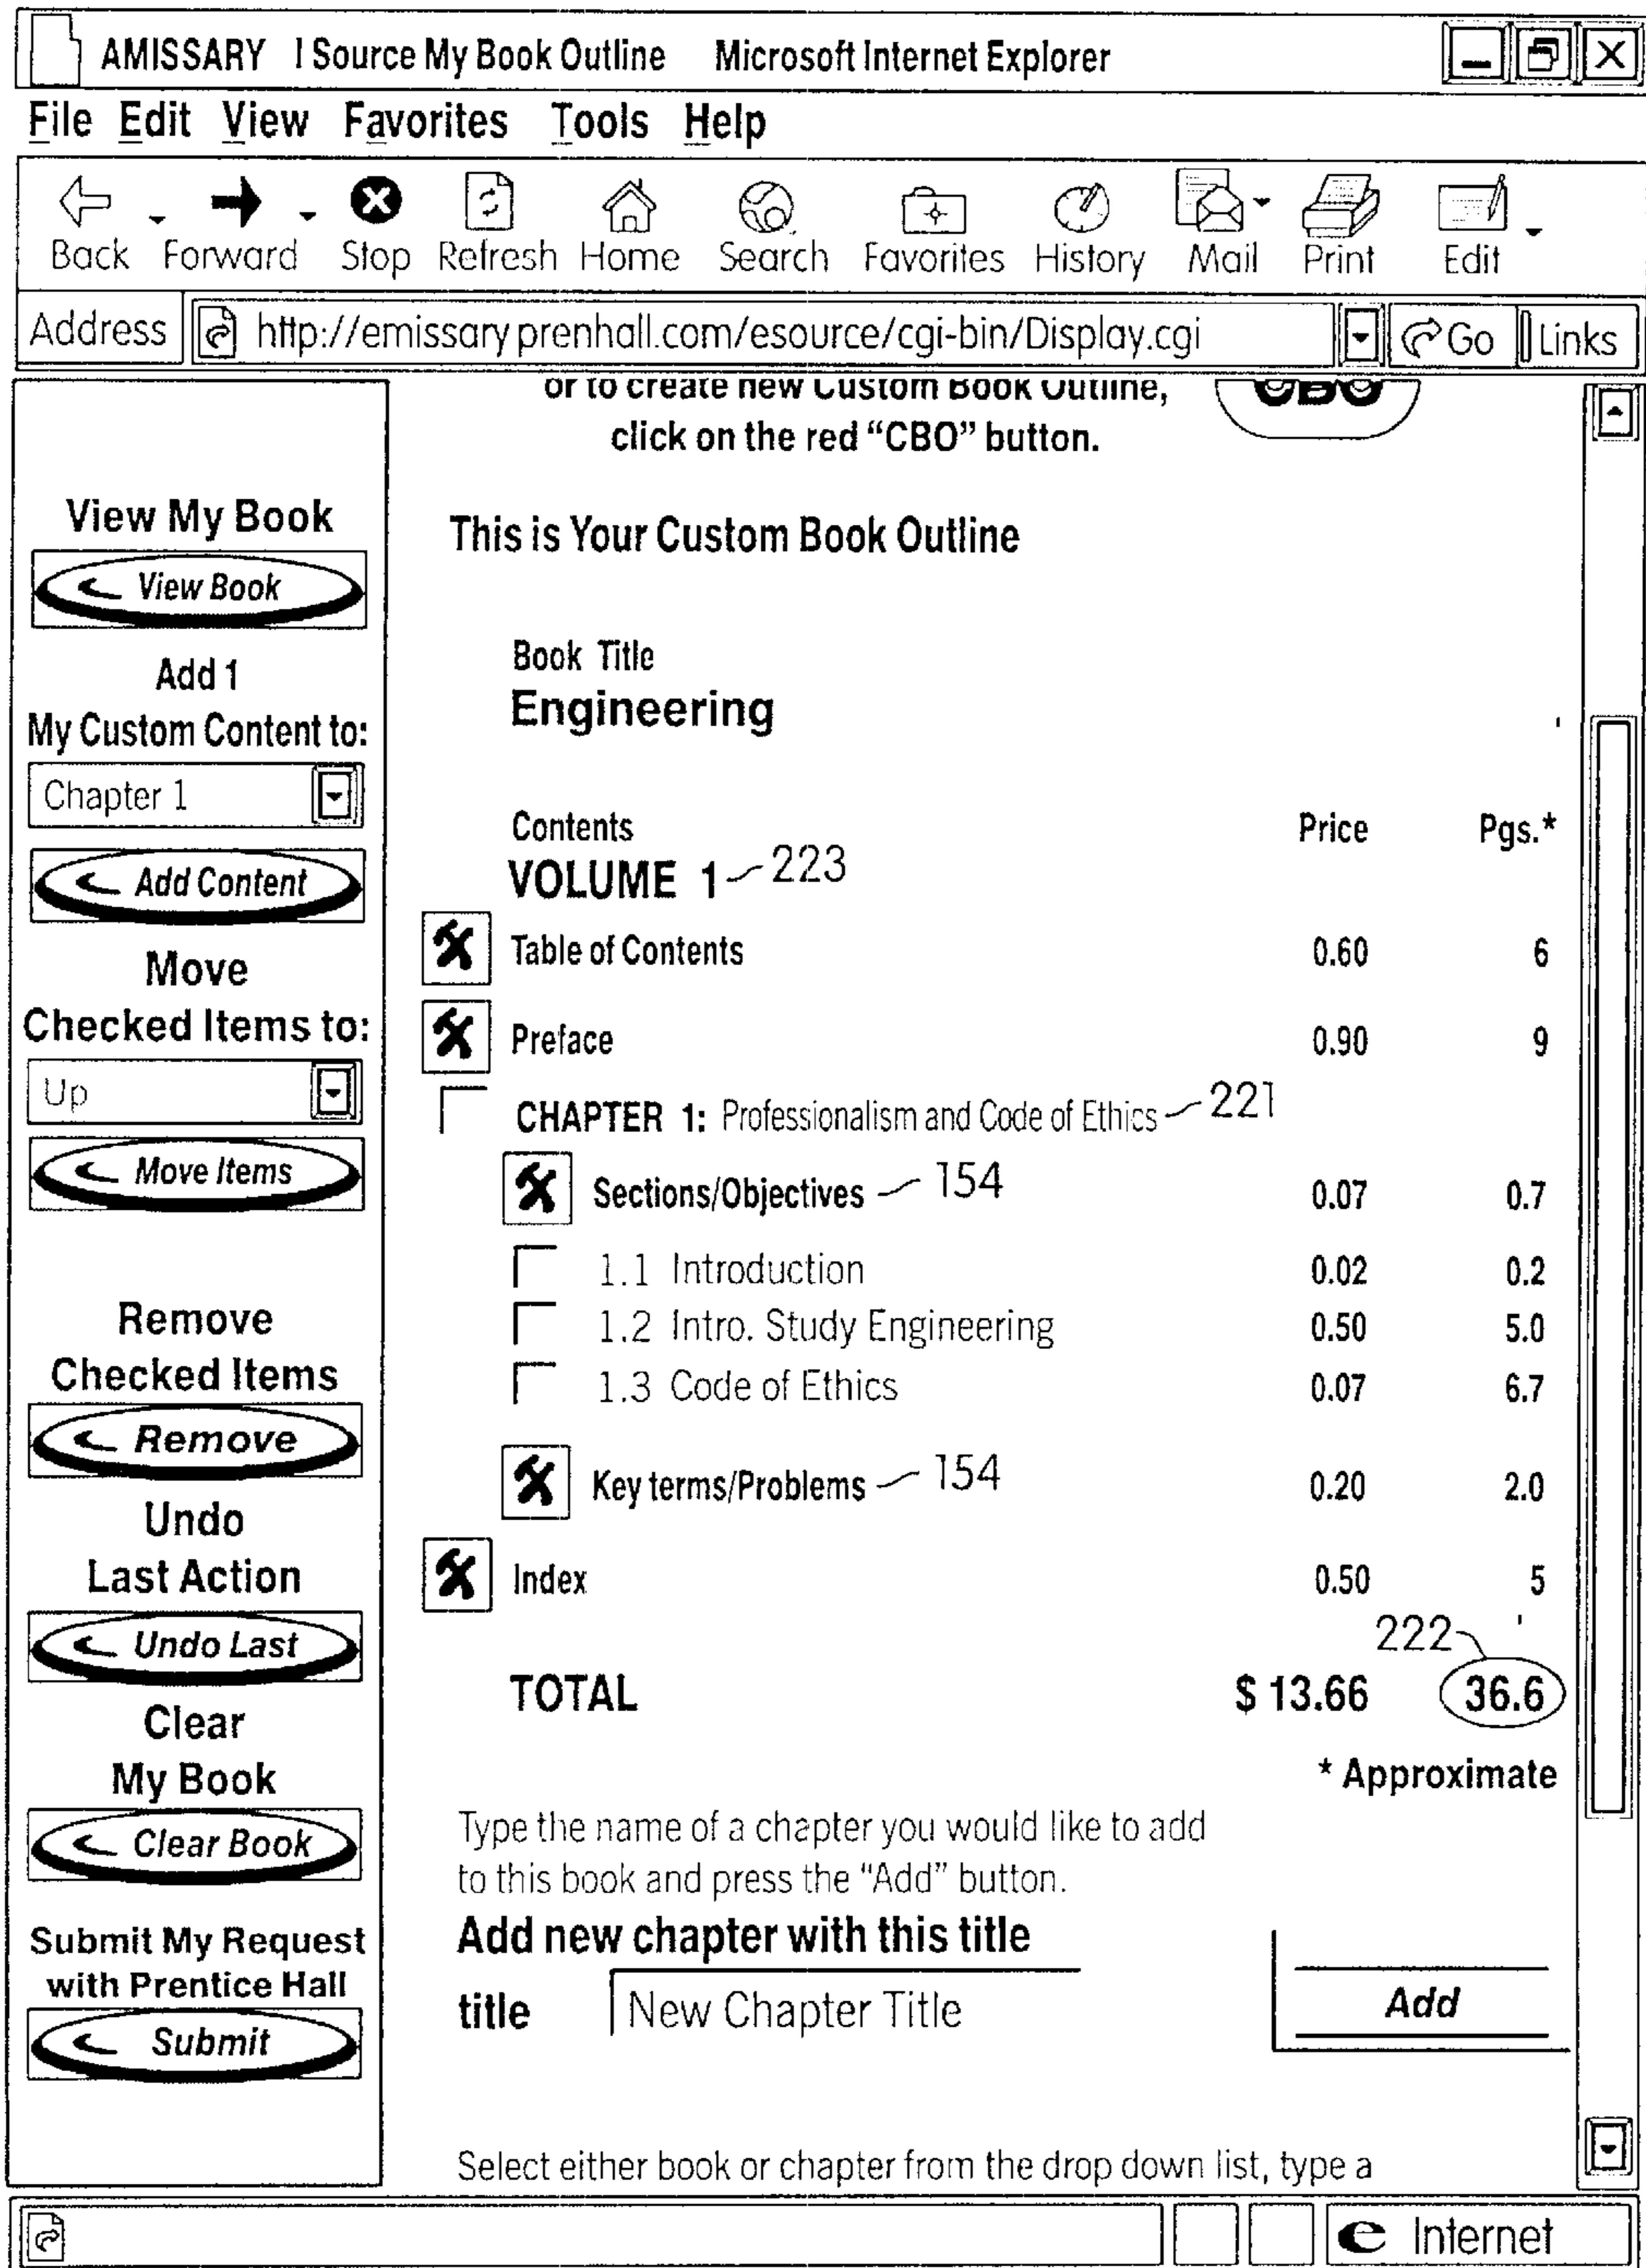 AMISSARY I Source My Book Outline Microsoft Internet Explorer
File Edit View Favorites Tools Help
Back Forward Stop Refresh Home Search Favorites History Mail Print Edit
Address http://emissary prenhall.com/esource/cgi-bin/Display.cgi Go Links
or to create new Custom Book Outline, CBO
click on the red “CBO” button.
View My Book
View Book
Add 1
My Custom Content to:
Chapter 1
Add Content
Move
Checked Items to:
Up
Move Items
Remove
Checked Items
Remove
Undo
Last Action
Undo Last
Clear
My Book
Clear Book
Submit My Request
with Prentice Hall
Submit
This is Your Custom Book Outline
Book Title
Engineering
Contents Price Pgs.*
VOLUME 1 223
Table of Contents 0.60 6
Preface 0.90 9
CHAPTER 1: Professionalism and Code of Ethics 221
Sections/Objectives 154 0.07 0.7
1.1 Introduction 0.02 0.2
1.2 Intro. Study Engineering 0.50 5.0
1.3 Code of Ethics 0.07 6.7
Key terms/Problems 154 0.20 2.0
Index 0.50 5
222
TOTAL $ 13.66 36.6
* Approximate
Type the name of a chapter you would like to add
to this book and press the “Add” button.
Add new chapter with this title
title New Chapter Title Add
Select either book or chapter from the drop down list, type a
Internet